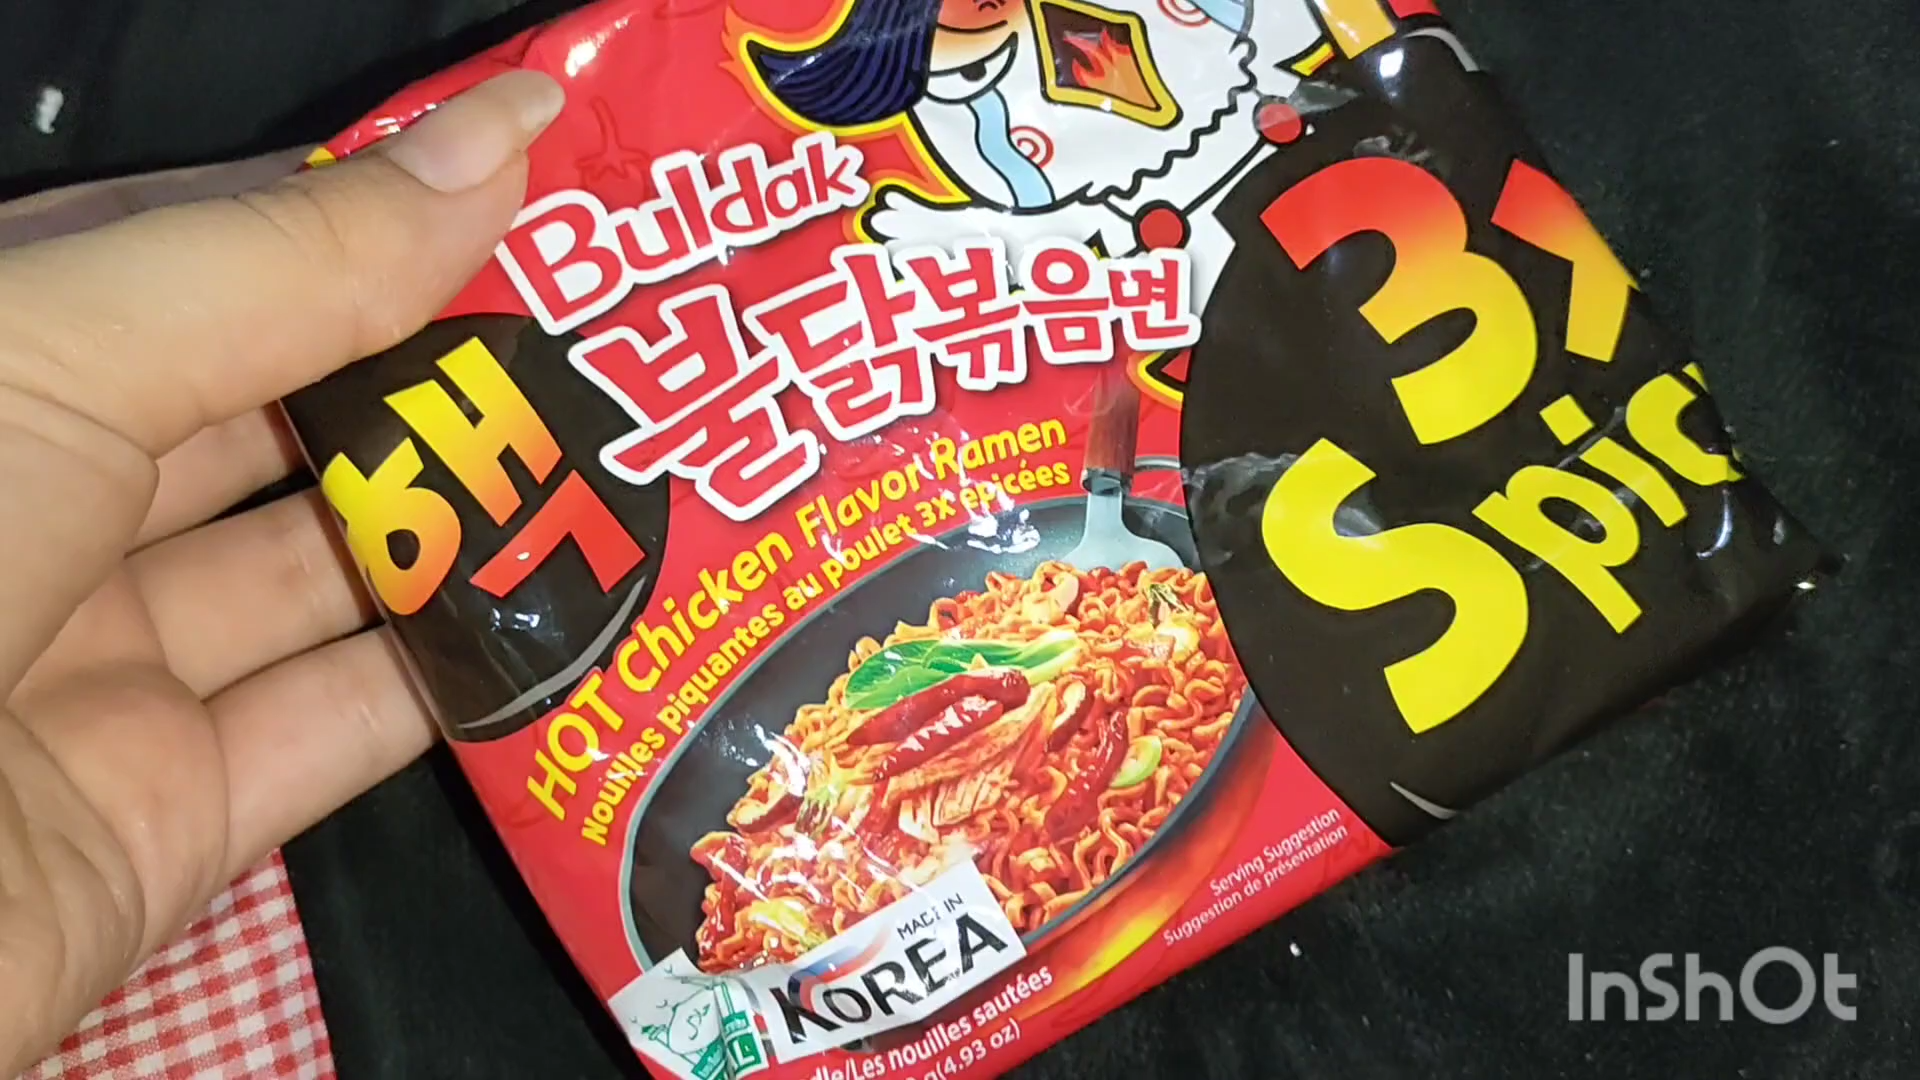 Buldak
핵
불닭볶음면
3x
Spicy
HOT Chicken Flavor Ramen
Nouilles piquantes au poulet 3X épicées
Serving Suggestion
Suggestion de présentation
MADE IN
KOREA
Les nouilles sautées
(4.93 oz)
InShOt